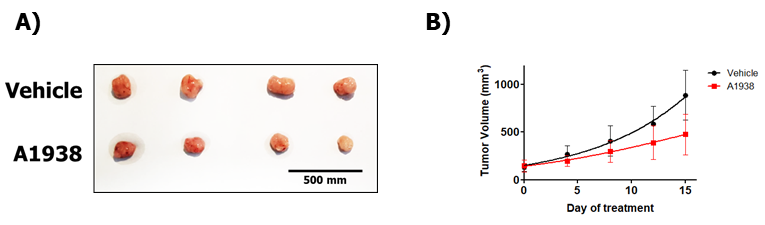 A)
Vehicle
A1938
500 mm
B)
Tumor Volume (mm³)
1000
500
0
0 5 10 15
Day of treatment
Vehicle
A1938